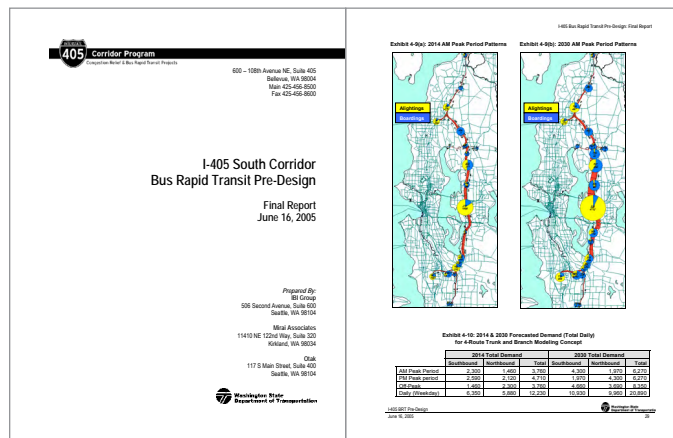 INTERSTATE
405
Corridor Program
Congestion Relief & Bus Rapid Transit Projects
600 – 108th Avenue NE, Suite 405
Bellevue, WA 98004
Main 425-456-8500
Fax 425-456-8600
I-405 South Corridor
Bus Rapid Transit Pre-Design
Final Report
June 16, 2005
Prepared By:
IBI Group
506 Second Avenue, Suite 600
Seattle, WA 98104
Mirai Associates
11410 NE 122nd Way, Suite 320
Kirkland, WA 98034
Otak
117 S Main Street, Suite 400
Seattle, WA 98104
Washington State
Department of Transportation
I-405 Bus Rapid Transit Pre-Design: Final Report
Exhibit 4-9(a): 2014 AM Peak Period Patterns
Exhibit 4-9(b): 2030 AM Peak Period Patterns
Alightings
Boardings
Alightings
Boardings
Exhibit 4-10: 2014 & 2030 Forecasted Demand (Total Daily)
for 4-Route Trunk and Branch Modeling Concept
2014 Total Demand 2030 Total Demand
Southbound Northbound Total Southbound Northbound Total
AM Peak Period 2,300 1,460 3,760 4,300 1,970 6,270
PM Peak period 2,590 2,120 4,710 1,970 4,300 6,270
Off-Peak 1,460 2,300 3,760 4,660 3,690 8,350
Daily (Weekday) 6,350 5,880 12,230 10,930 9,960 20,890
I-405 BRT Pre-Design
June 16, 2005
Washington State
Department of Transportation
39